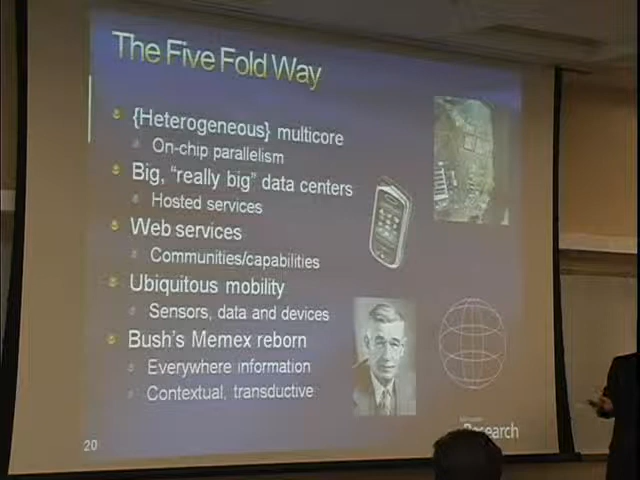 The Five Fold Way
{Heterogeneous} multicore
On-chip parallelism
Big, "really big" data centers
Hosted services
Web services
Communities/capabilities
Ubiquitous mobility
Sensors, data and devices
Bush's Memex reborn
Everywhere information
Contextual, transductive
20
Research